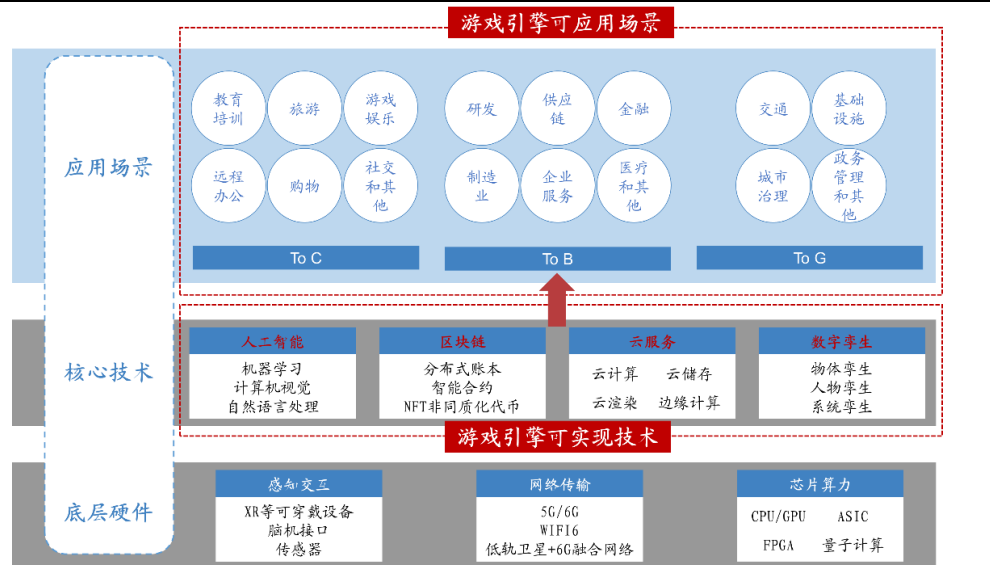 游戏引擎可应用场景
应用场景
教育
培训
旅游
游戏
娱乐
远程
办公
购物
社交
和其
他
To C
研发
供应
链
金融
制造
业
企业
服务
医疗
和其
他
To B
交通
基础
设施
城市
治理
政务
管理
和其
他
To G
核心技术
人工智能
机器学习
计算机视觉
自然语言处理
区块链
分布式账本
智能合约
NFT非同质化代币
云服务
云计算 云储存
云渲染 边缘计算
数字孪生
物体孪生
人物孪生
系统孪生
游戏引擎可实现技术
底层硬件
感知交互
XR等可穿戴设备
脑机接口
传感器
网络传输
5G/6G
WIFI6
低轨卫星+6G融合网络
芯片算力
CPU/GPU ASIC
FPGA 量子计算